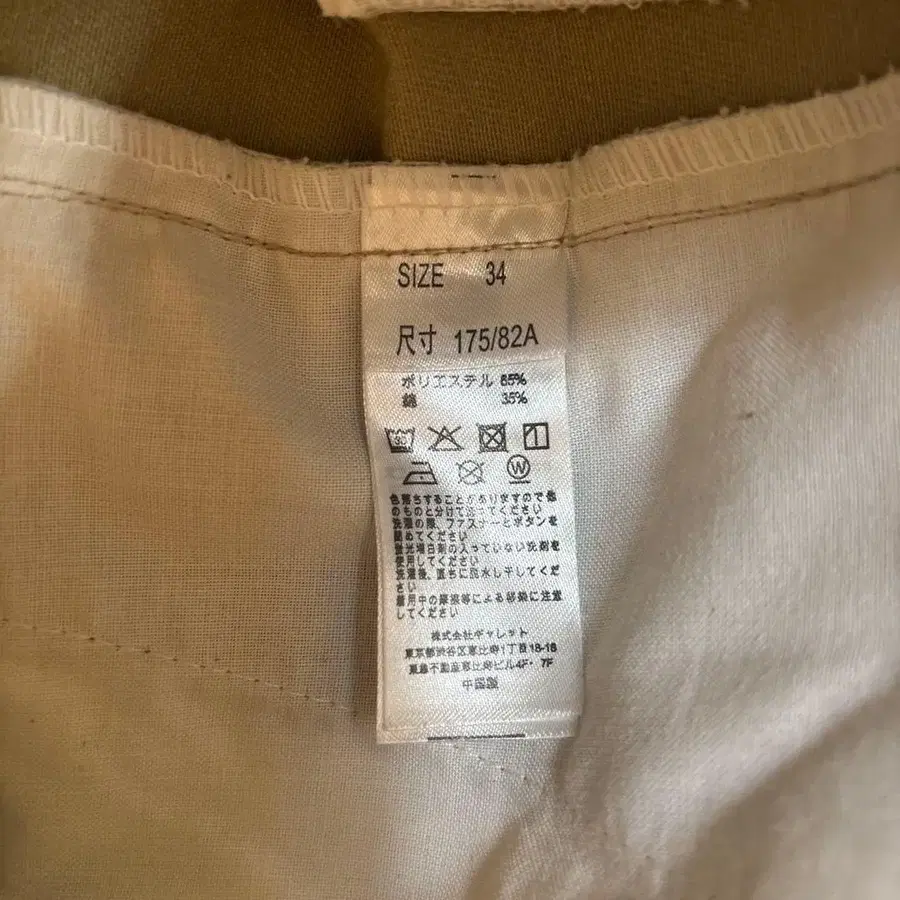 SIZE 34
尺寸 175/82A
ポリエステル 65%
綿 35%
30
W
色落ちすることがありますので他
のものと分けて洗ってください
洗濯の際、ファスナーとボタンを
閉めてください
蛍光増白剤の入っていない洗剤を
使用してください
洗濯後、直ちに脱水し干してくだ
さい
着用中の摩擦等による移染に注意
してください
株式会社ギャレット
東京都渋谷区恵比寿1丁目18-18
東急不動産恵比寿ビル4F・7F
中国製